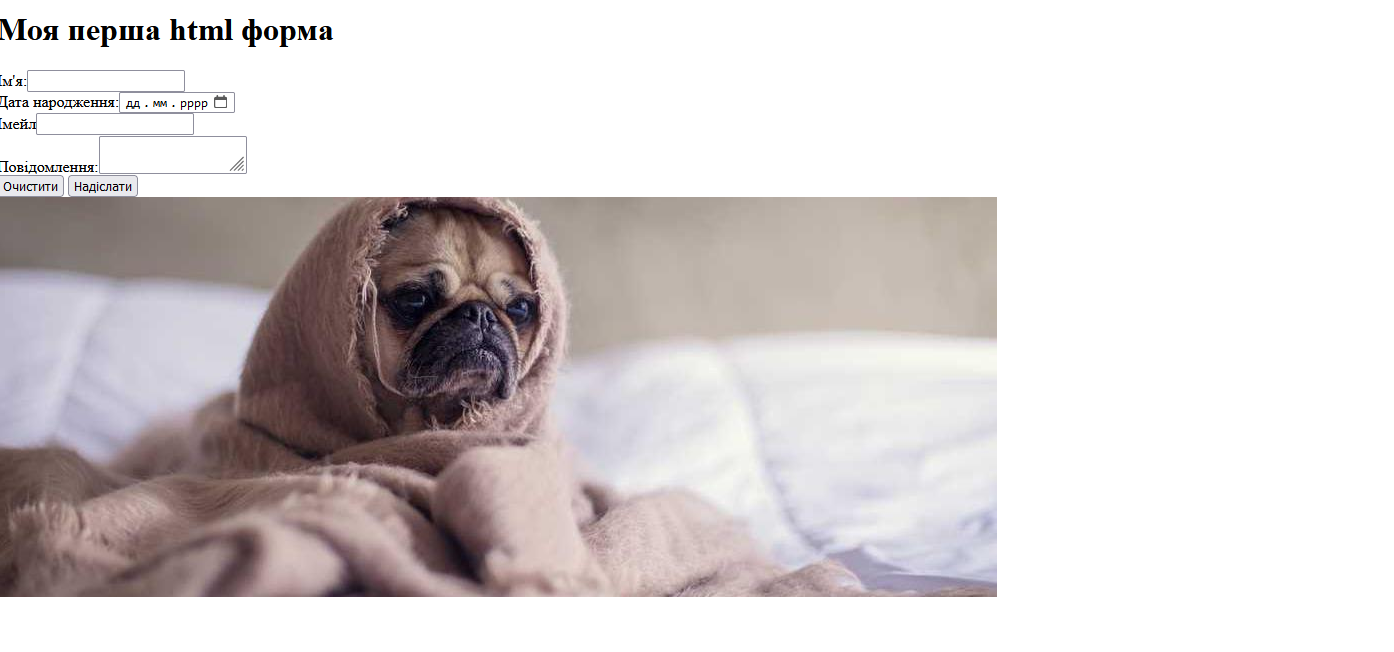 Моя перша html форма
Ім'я:
Дата народження: дд . мм . рррр
Імейл
Повідомлення:
Очистити Надіслати